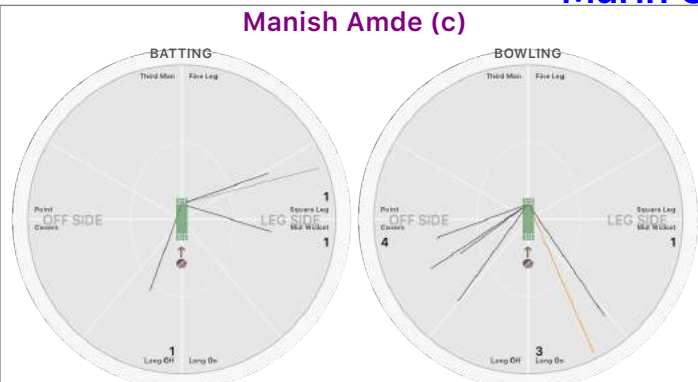 Manish Amde (c)
BATTING
Third Man
Fine Leg
1
Point
OFF SIDE
Covers
Square Leg
LEG SIDE
Mid Wicket
1
1
Long Off
Long On
BOWLING
Third Man
Fine Leg
Point
OFF SIDE
Covers
4
Square Leg
LEG SIDE
Mid Wicket
1
3
Long Off
Long On